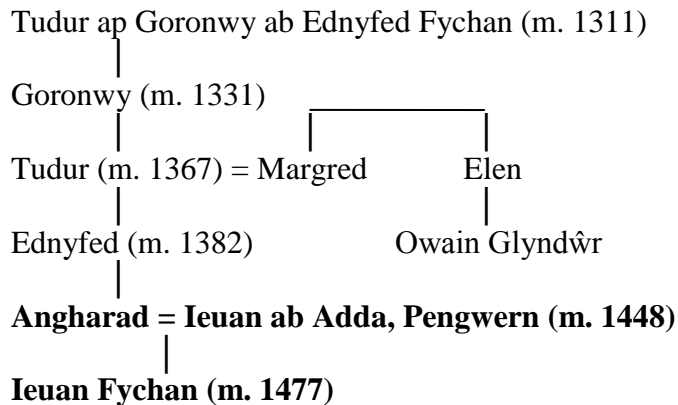 Tudur ap Goronwy ab Ednyfed Fychan (m. 1311)
Goronwy (m. 1331)
Tudur (m. 1367) = Margred Elen
Ednyfed (m. 1382) Owain Glyndŵr
Angharad = Ieuan ab Adda, Pengwern (m. 1448)
Ieuan Fychan (m. 1477)